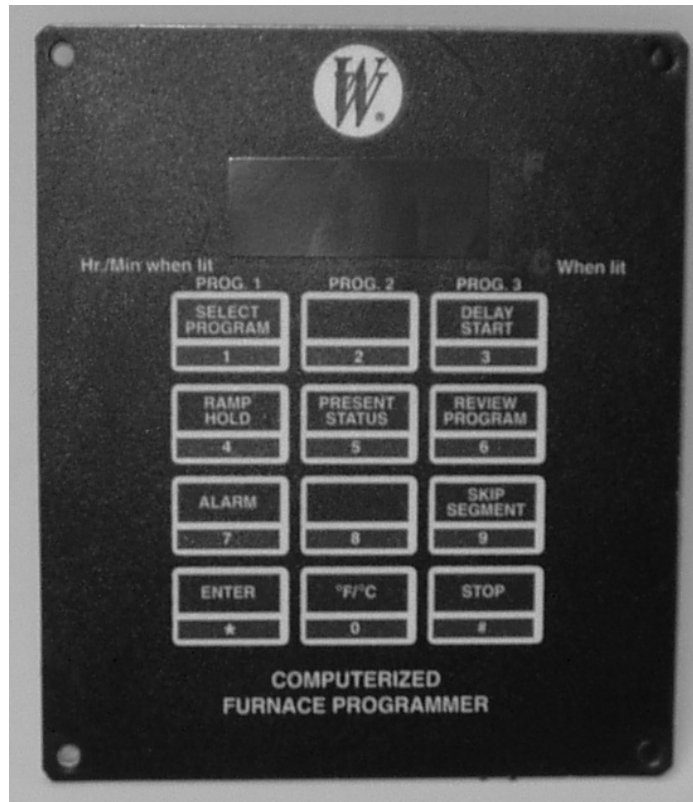 W.®
F
Hr./Min when lit
C When lit
PROG. 1 PROG. 2 PROG. 3
SELECT PROGRAM
1
2
DELAY START
3
RAMP HOLD
4
PRESENT STATUS
5
REVIEW PROGRAM
6
ALARM
7
8
SKIP SEGMENT
9
ENTER
*
°F/°C
0
STOP
#
COMPUTERIZED
FURNACE PROGRAMMER